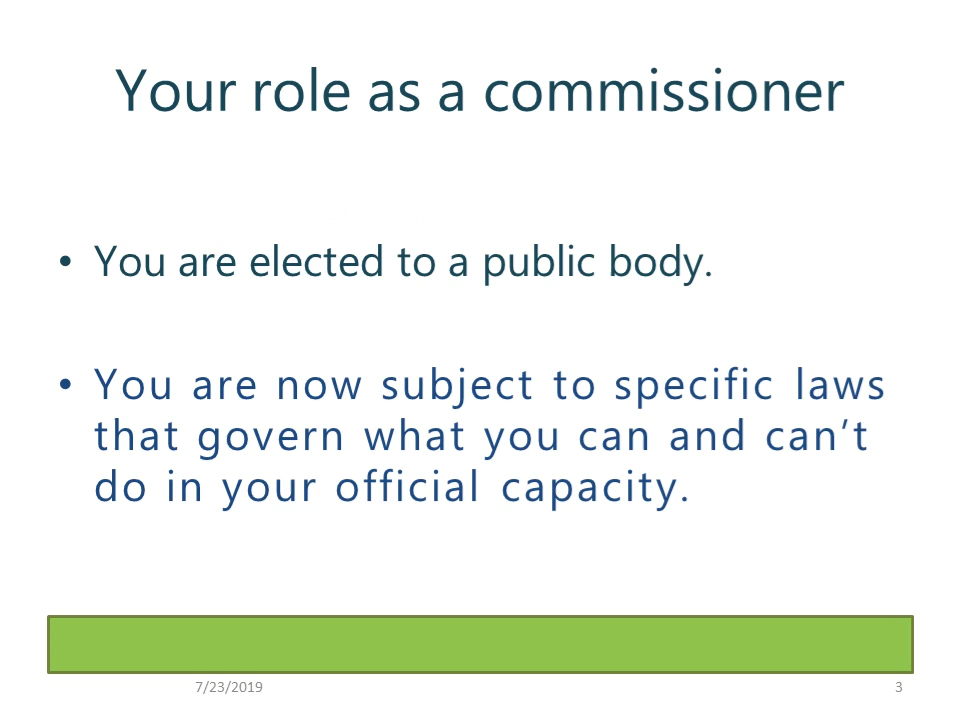 Your role as a commissioner
• You are elected to a public body.
• You are now subject to specific laws
that govern what you can and can’t
do in your official capacity.
7/23/2019
3